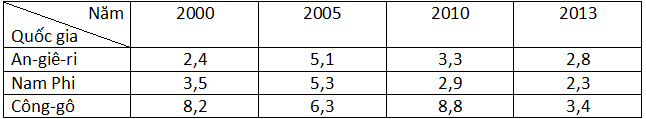 Năm 2000 2005 2010 2013
Quốc gia
An-giê-ri 2,4 5,1 3,3 2,8
Nam Phi 3,5 5,3 2,9 2,3
Công-gô 8,2 6,3 8,8 3,4